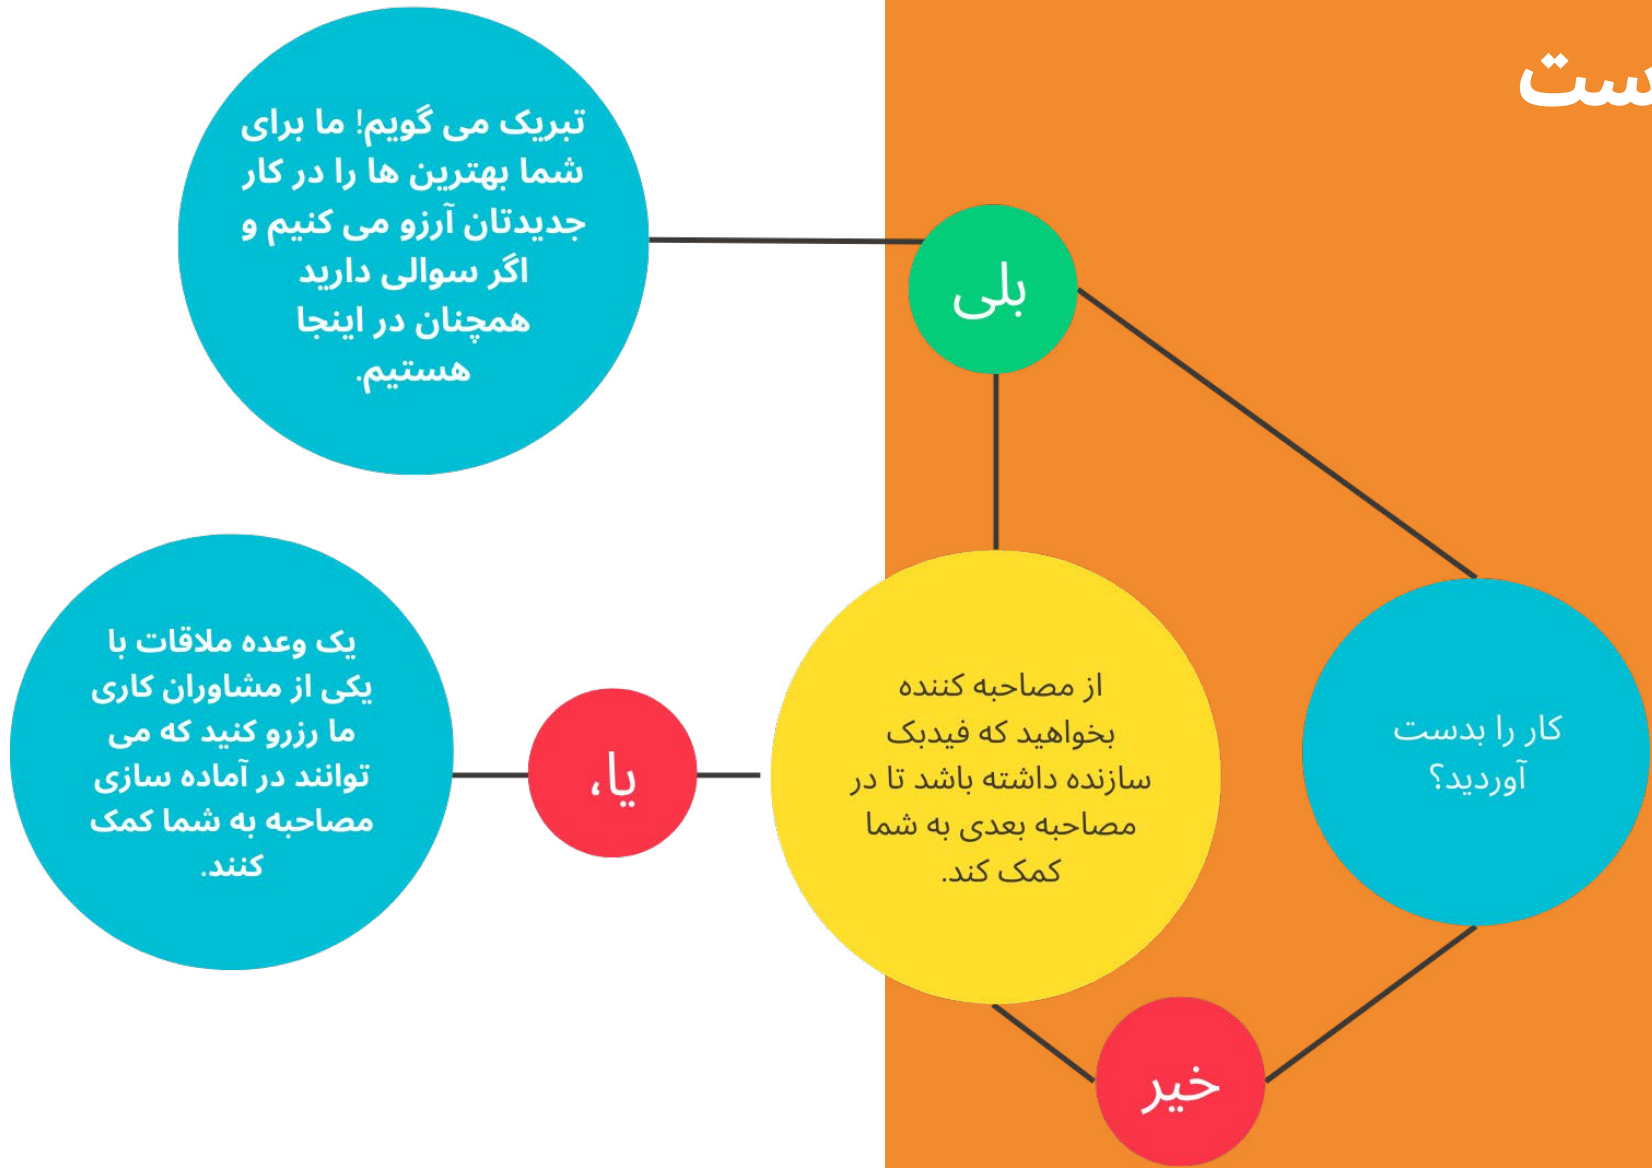 کار را بدست
آوردید؟
بلی
تبریک می گویم! ما برای
شما بهترین ها را در کار
جدیدتان آرزو می کنیم و
اگر سوالی دارید
همچنان در اینجا
هستیم.
خیر
از مصاحبه کننده
بخواهید که فیدبک
سازنده داشته باشد تا در
مصاحبه بعدی به شما
کمک کند.
یا،
یک وعده ملاقات با
یکی از مشاوران کاری
ما رزرو کنید که می
توانند در آماده سازی
مصاحبه به شما کمک
کنند.